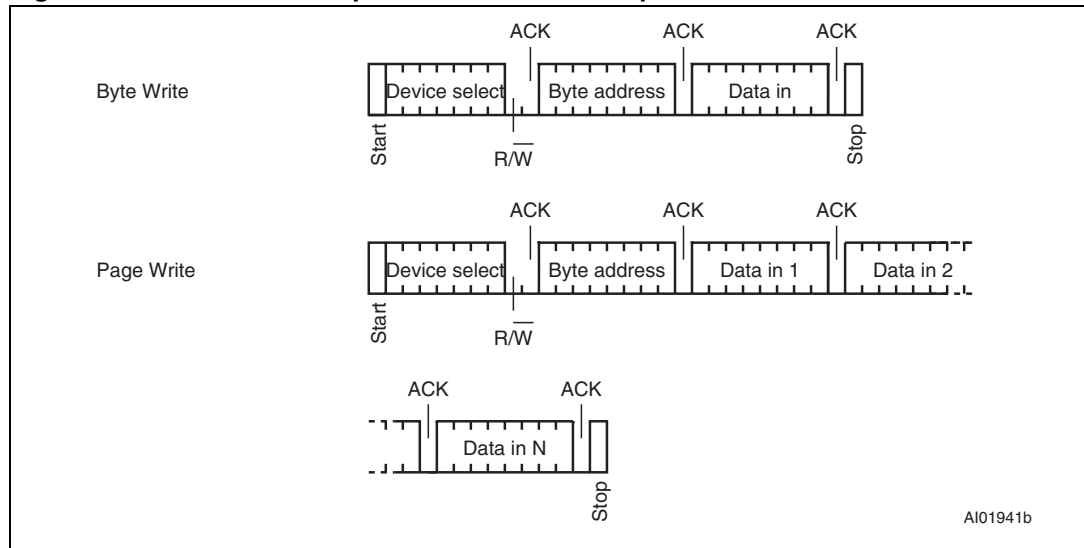 ACK ACK ACK
Byte Write Device select Byte address Data in
Start R/W Stop
ACK ACK ACK
Page Write Device select Byte address Data in 1 Data in 2
Start R/W
ACK ACK
Data in N
Stop
AI01941b